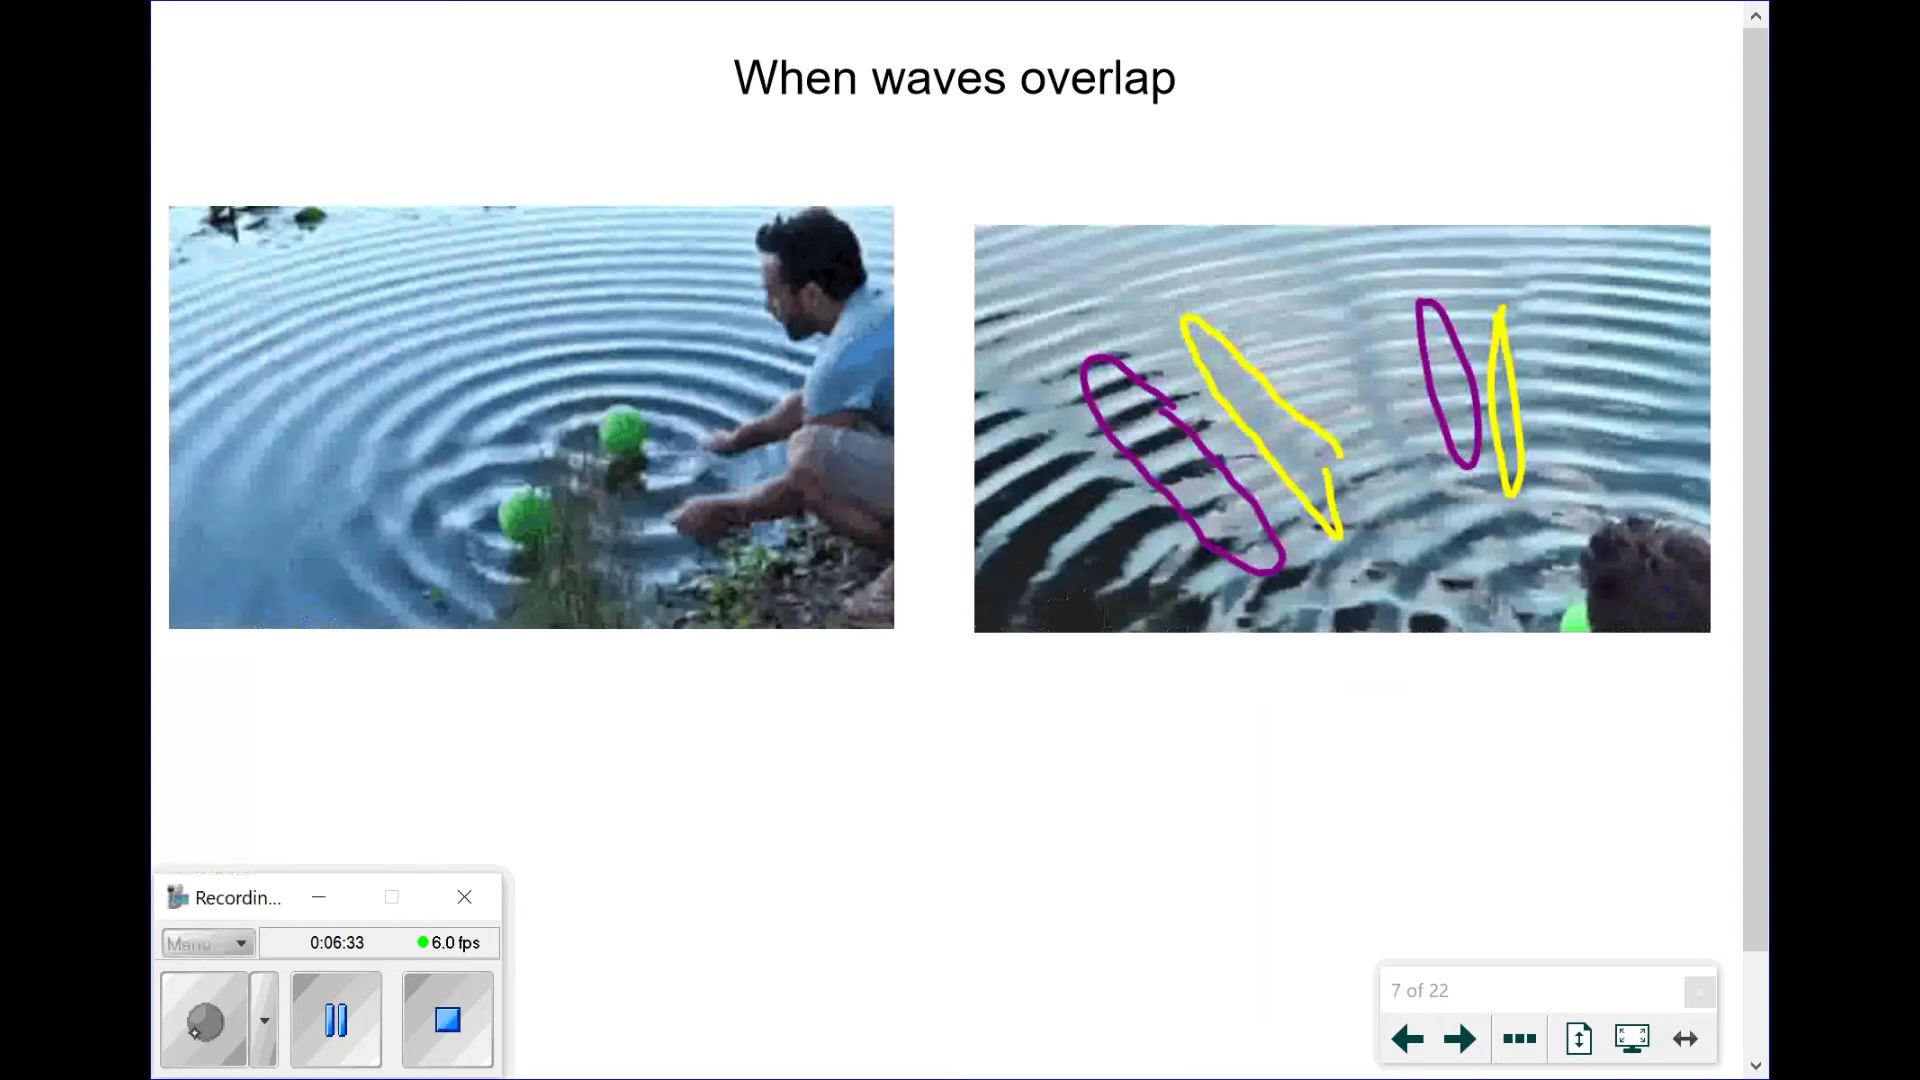 When waves overlap
Recordin...
Menu
0:06:33
6.0 fps
7 of 22